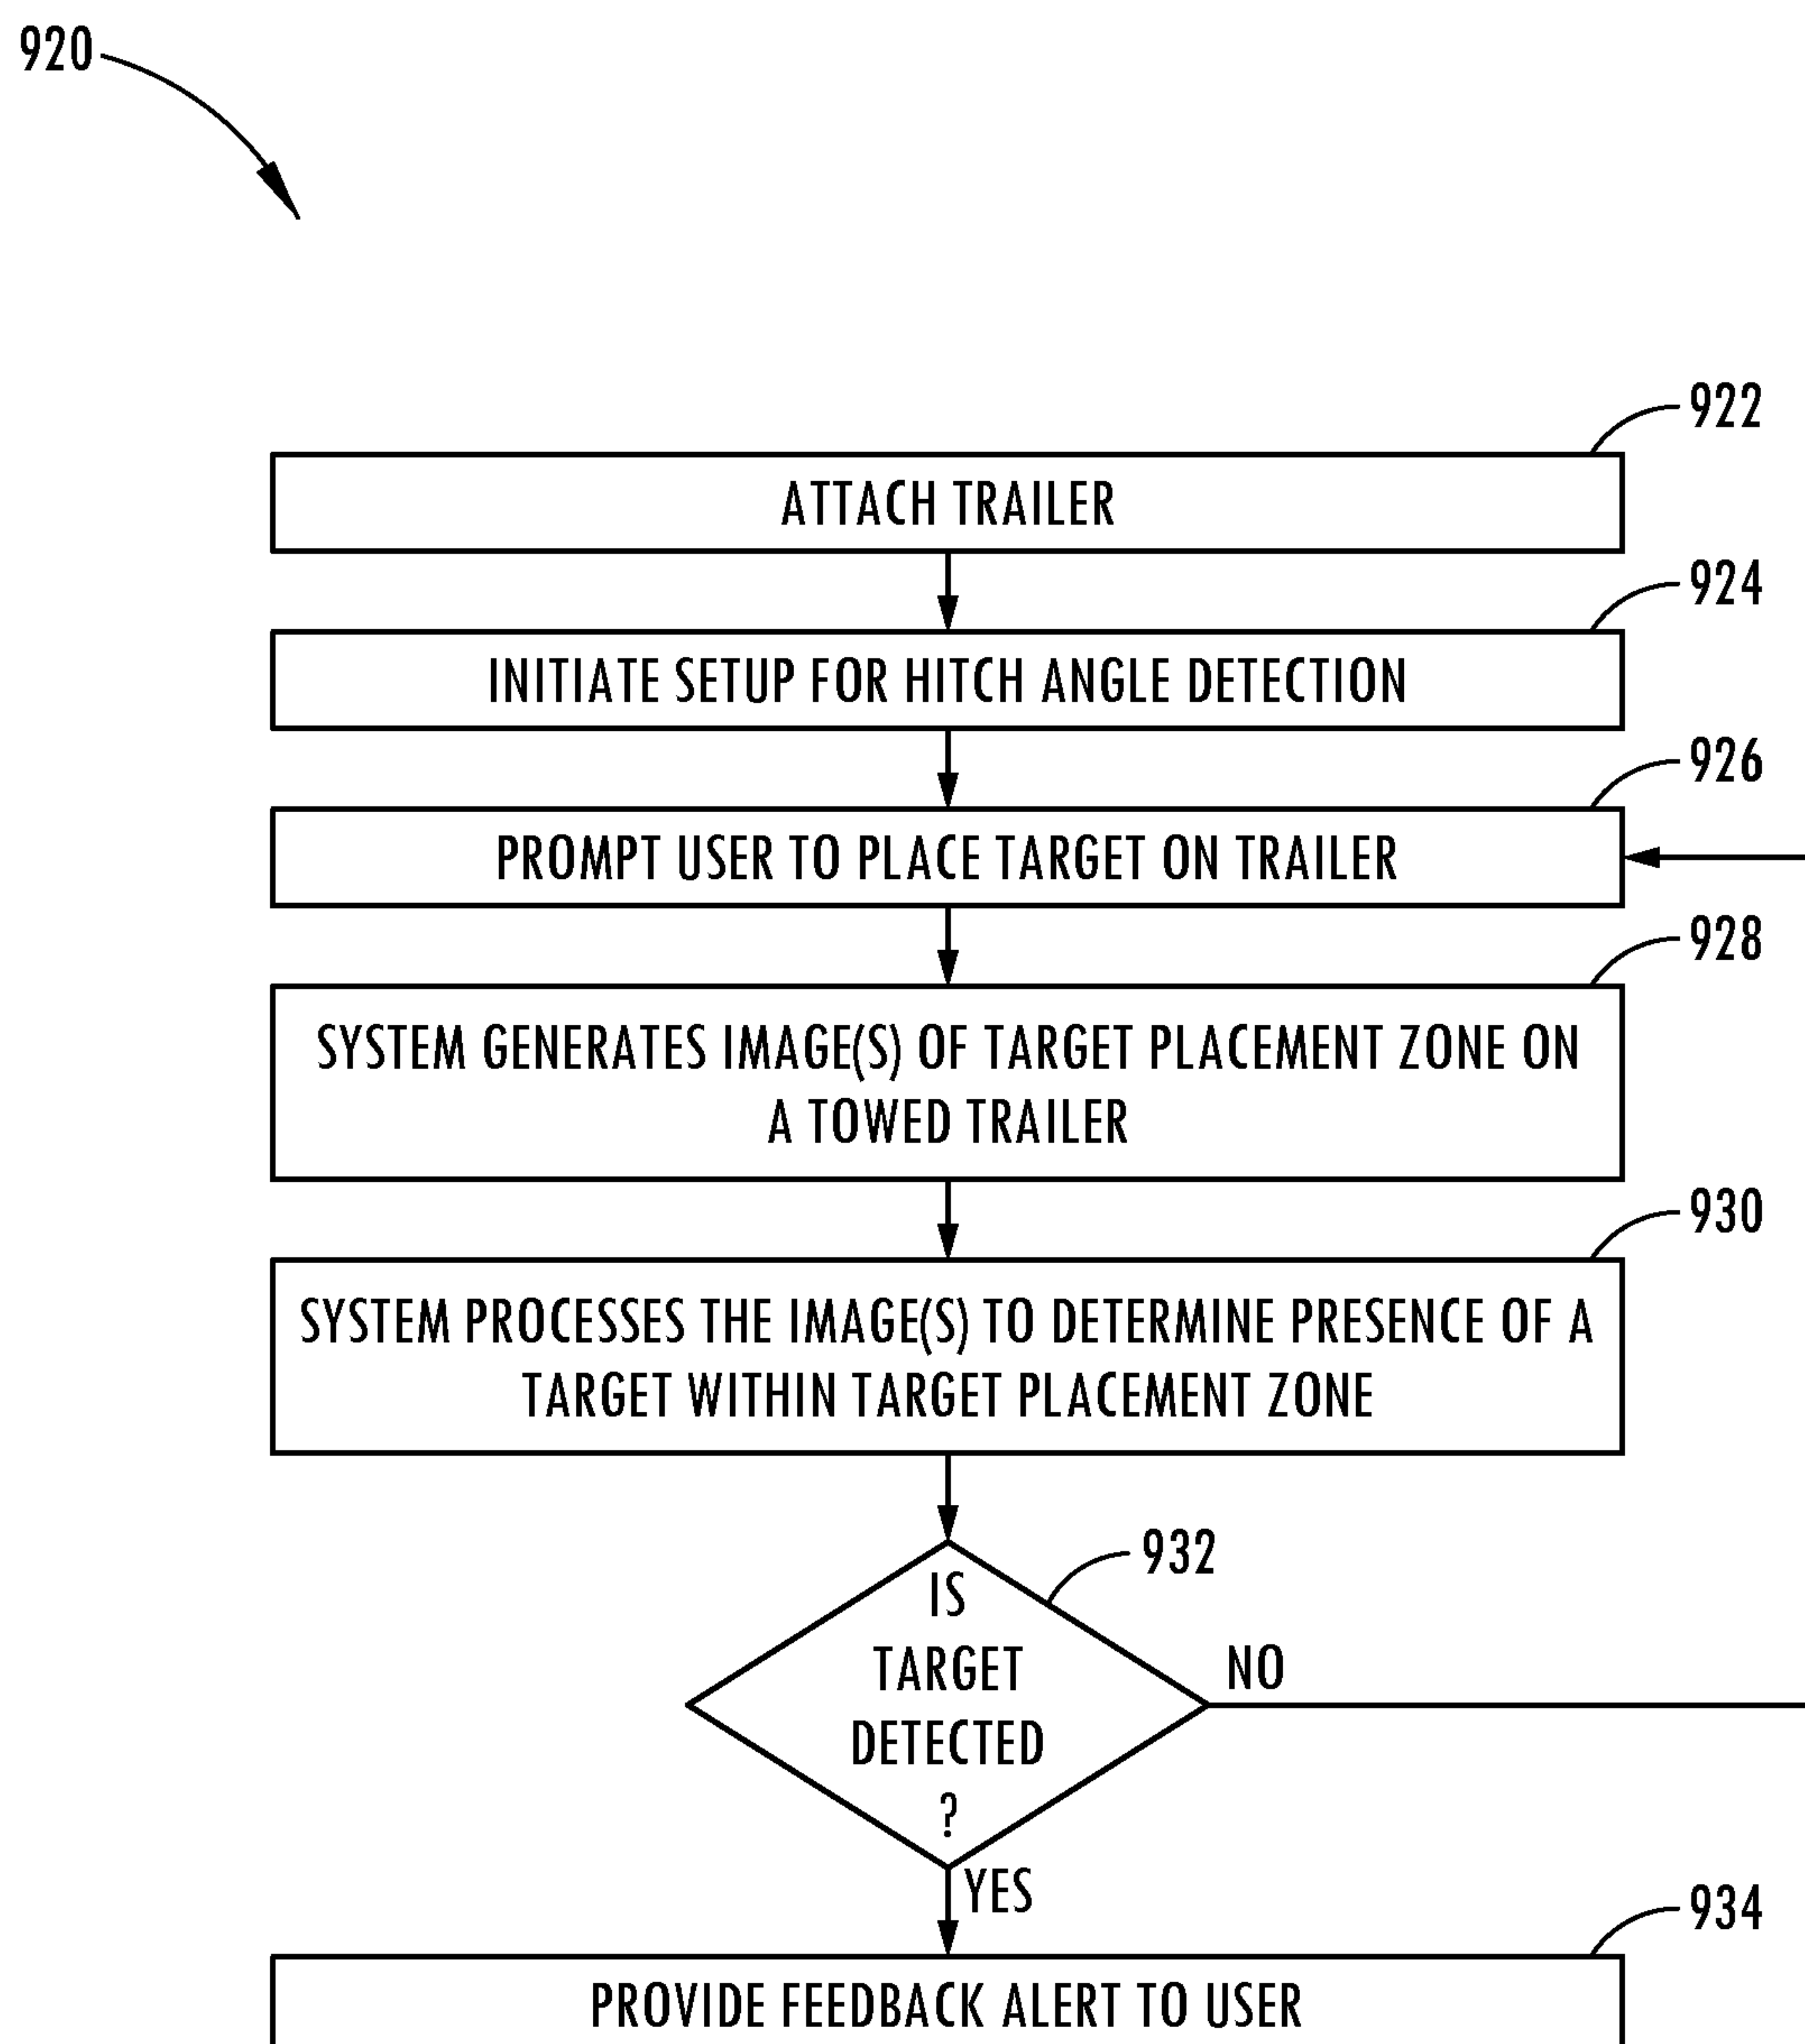 920
922
ATTACH TRAILER
924
INITIATE SETUP FOR HITCH ANGLE DETECTION
926
PROMPT USER TO PLACE TARGET ON TRAILER
928
SYSTEM GENERATES IMAGE(S) OF TARGET PLACEMENT ZONE ON
A TOWED TRAILER
930
SYSTEM PROCESSES THE IMAGE(S) TO DETERMINE PRESENCE OF A
TARGET WITHIN TARGET PLACEMENT ZONE
932
IS
TARGET
DETECTED
?
NO
YES
934
PROVIDE FEEDBACK ALERT TO USER